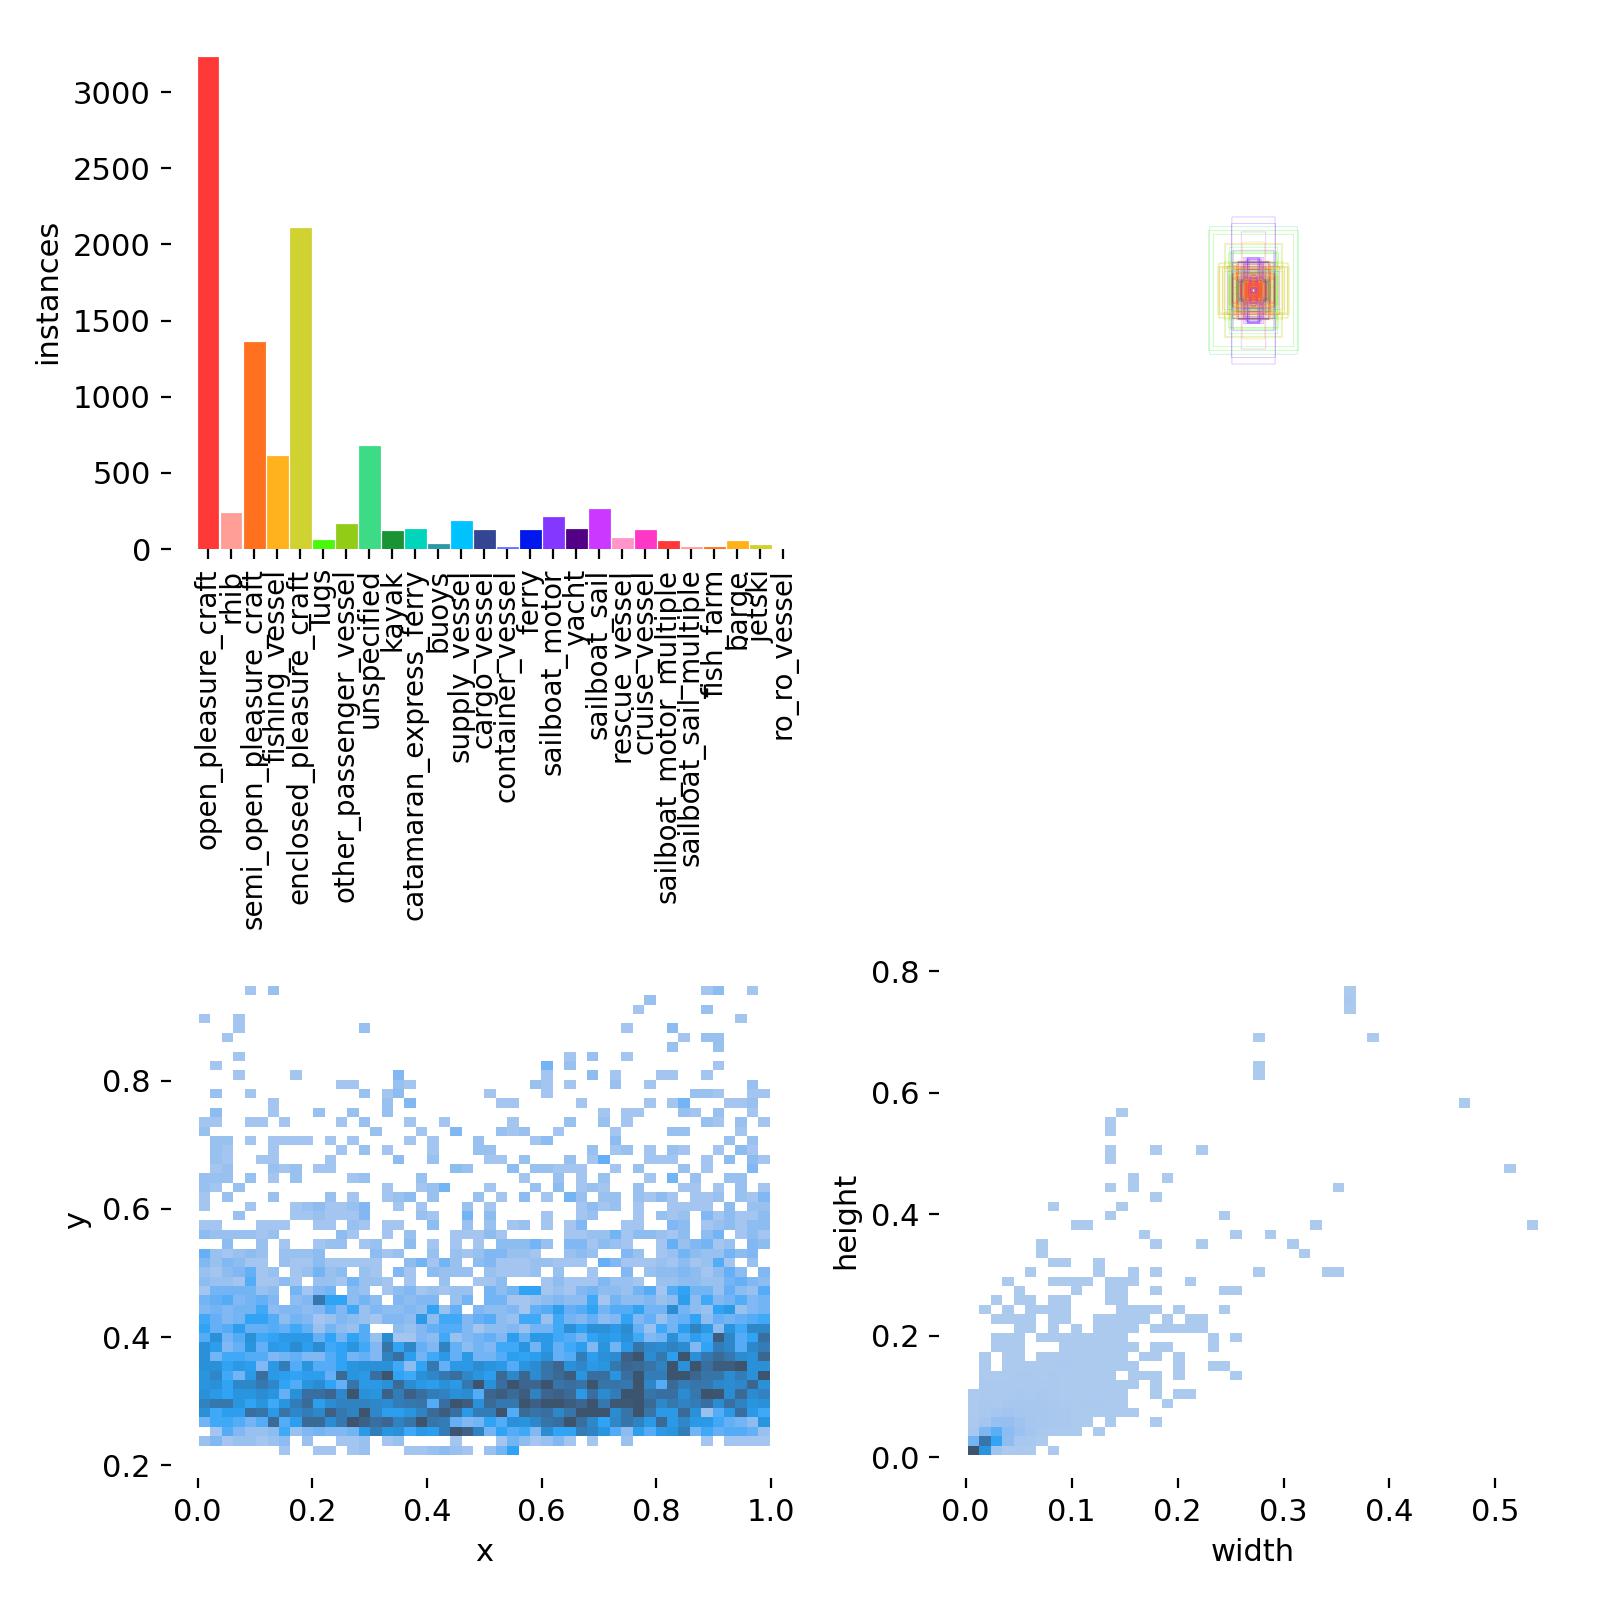 3000
2500
2000
1500
1000
500
0
instances
open_pleasure_craft
rhib
semi_open_pleasure_craft
fishing_vessel
enclosed_pleasure_craft
Tugs
other_passenger_vessel
unspecified
kayak
catamaran_express_ferry
buoys
supply_vessel
cargo_vessel
container_vessel
ferry
sailboat_motor
yacht
sailboat_sail
rescue_vessel
cruise_vessel
sailboat_motor_multiple
sailboat_sail_multiple
fish_farm
barge
jetski
ro_ro_vessel
0.8
0.6
0.4
0.2
y
0.0 0.2 0.4 0.6 0.8 1.0
x
0.8
0.6
0.4
0.2
0.0
height
0.0 0.1 0.2 0.3 0.4 0.5
width